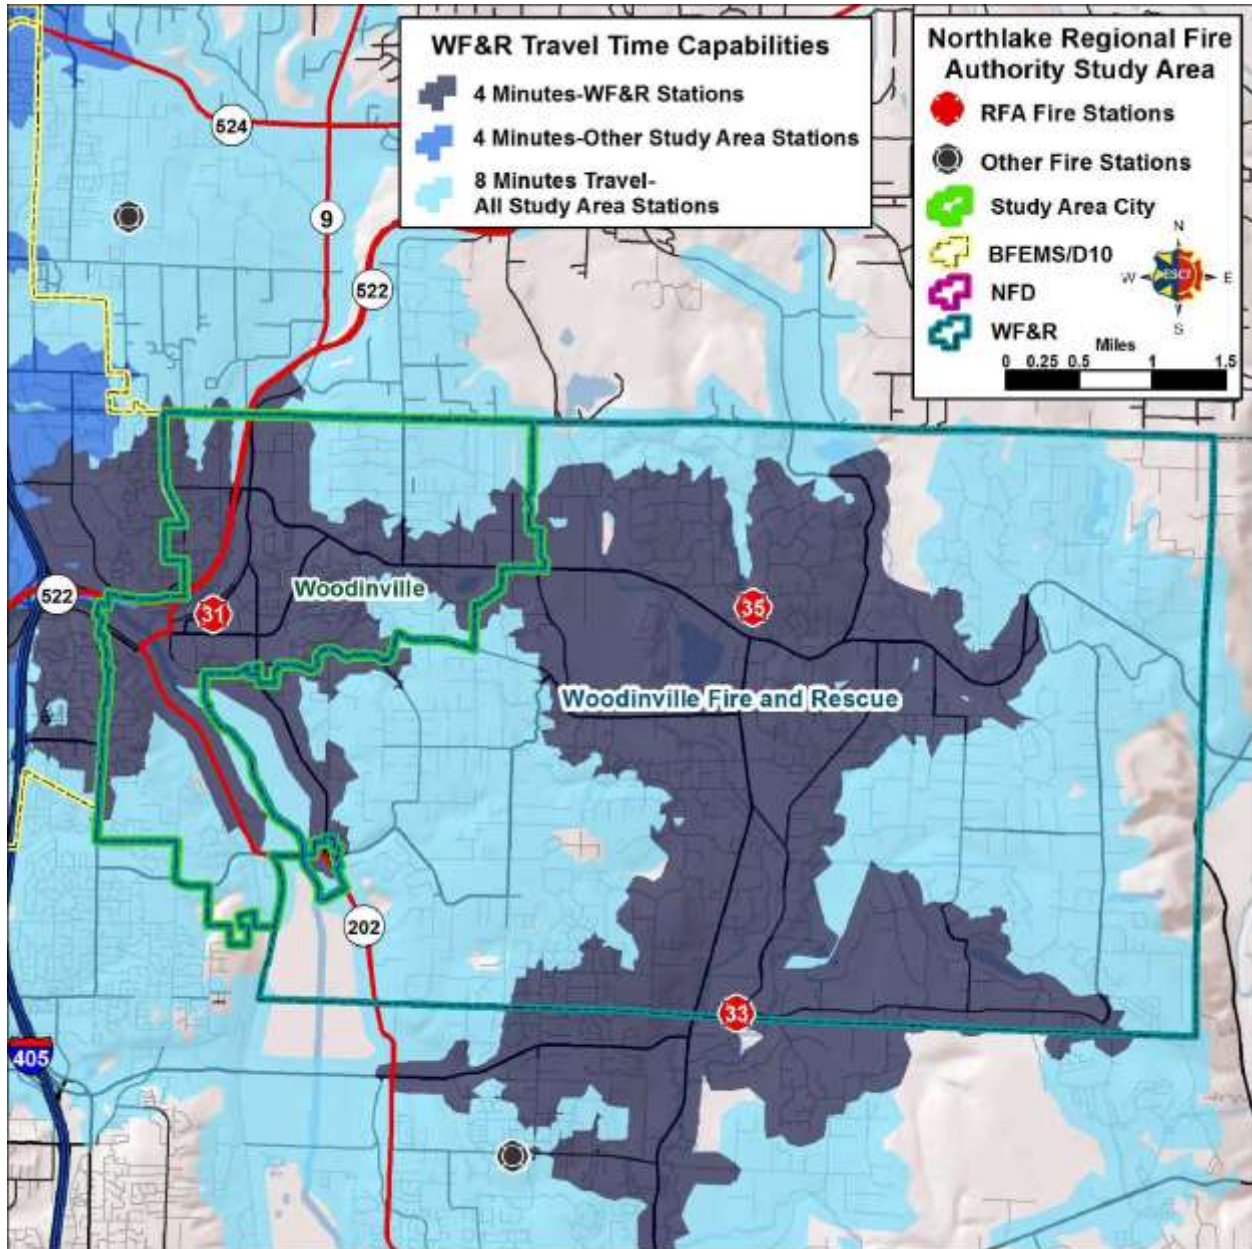 WF&R Travel Time Capabilities
4 Minutes-WF&R Stations
4 Minutes-Other Study Area Stations
8 Minutes Travel-
All Study Area Stations
Northlake Regional Fire
Authority Study Area
RFA Fire Stations
Other Fire Stations
Study Area City
BFEMS/D10
NFD
WF&R
N
W
ESCI
E
S
Miles
0 0.25 0.5 1 1.5
524
9
522
522
31
Woodinville
35
Woodinville Fire and Rescue
202
33
405